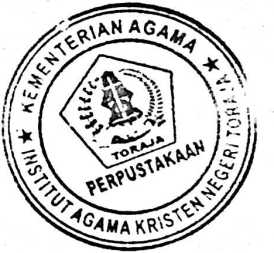 KEMENTERIAN AGAMA
INSTITUT AGAMA KRISTEN NEGERI TORAJA
TORAJA
PERPUSTAKAAN